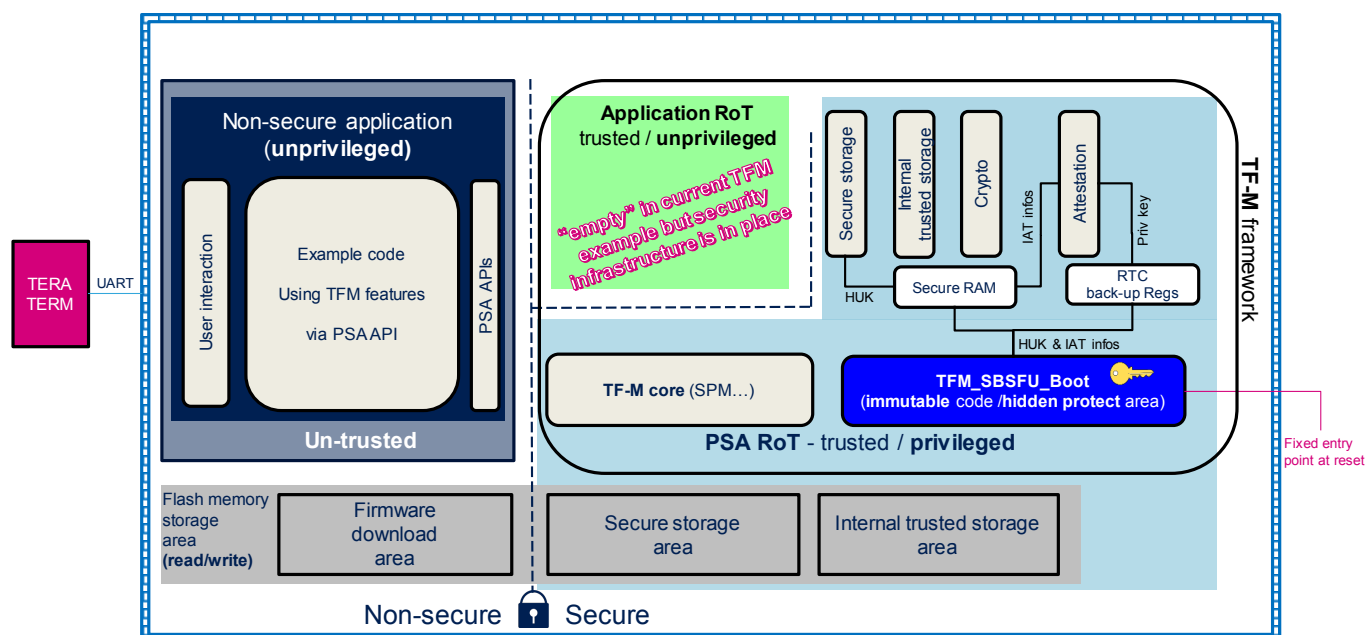 TERA
TERM
UART
Non-secure application
(unprivileged)
User interaction
Example code
Using TFM features
via PSA API
PSA APIs
Un-trusted
Application RoT
trusted / unprivileged
“empty” in current TFM
example but security
infrastructure is in place
Secure storage
Internal
trusted storage
Crypto
Attestation
IAT infos
Priv key
HUK
Secure RAM
RTC
back-up Regs
HUK & IAT infos
TF-M framework
TF-M core (SPM…)
TFM_SBSFU_Boot
(immutable code /hidden protect area)
PSA RoT - trusted / privileged
Fixed entry
point at reset
Flash memory
storage
area
(read/write)
Firmware
download
area
Secure storage
area
Internal trusted storage
area
Non-secure
Secure